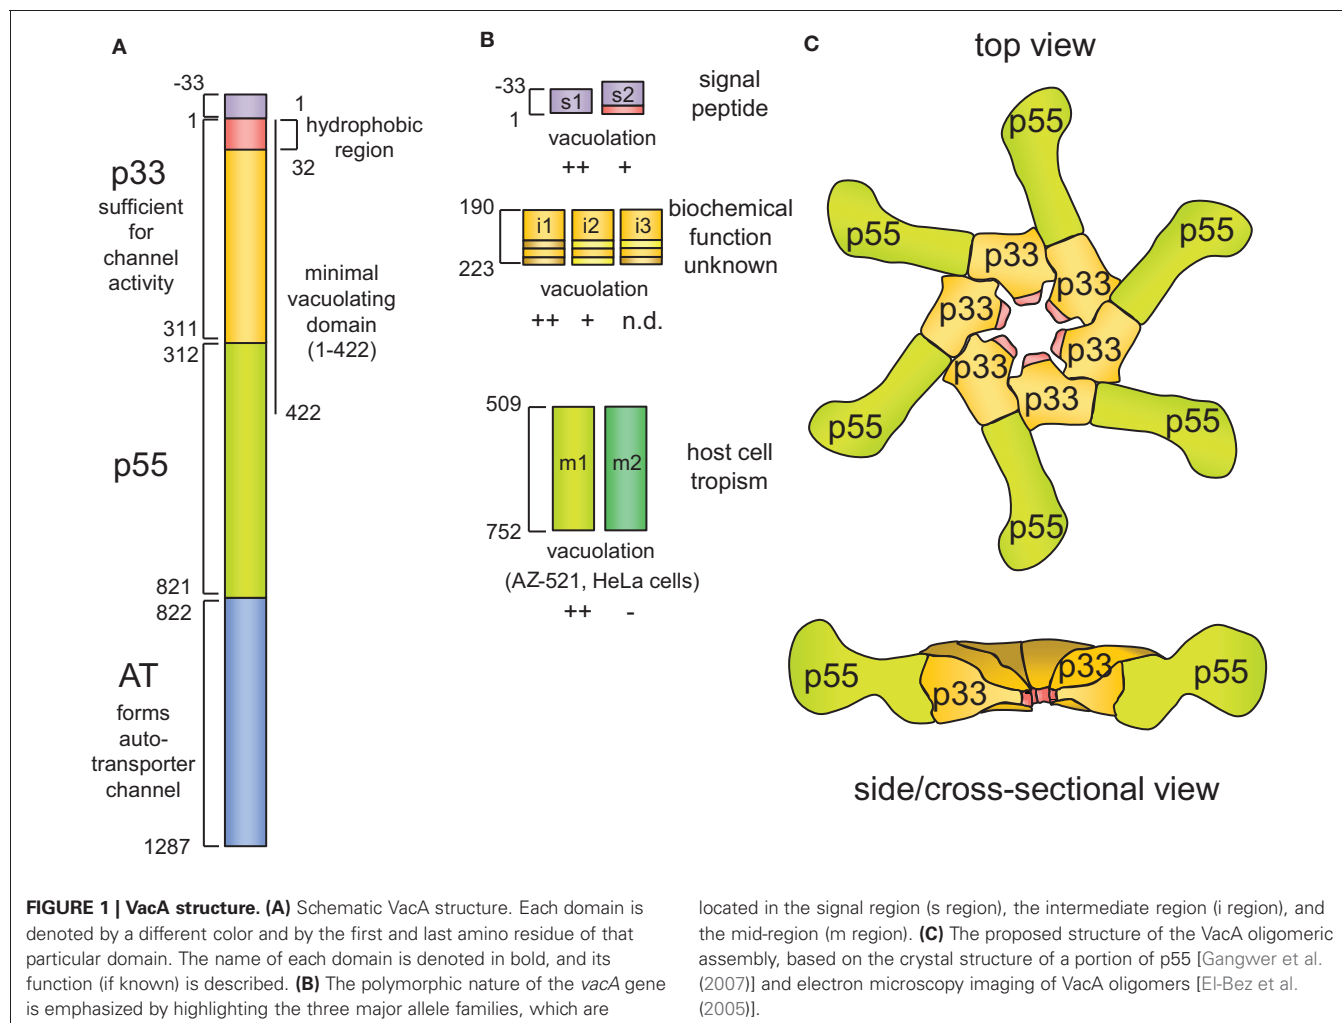 A
-33
1
1
hydrophobic
region
32
p33
sufficient
for
channel
activity
minimal
vacuolating
domain
(1-422)
311
312
422
p55
821
822
AT
forms
auto-
transporter
channel
1287
B
-33
1
s1
s2
signal
peptide
vacuolation
++
+
190
223
i1
i2
i3
biochemical
function
unknown
vacuolation
++
+
n.d.
509
752
m1
m2
host cell
tropism
vacuolation
(AZ-521, HeLa cells)
++
-
C
top view
p55
p55
p55
p33
p33
p33
p33
p33
p33
p55
p55
p55
p55
p33
p33
p55
side/cross-sectional view
FIGURE 1 | VacA structure. (A) Schematic VacA structure. Each domain is
denoted by a different color and by the first and last amino residue of that
particular domain. The name of each domain is denoted in bold, and its
function (if known) is described. (B) The polymorphic nature of the vacA gene
is emphasized by highlighting the three major allele families, which are
located in the signal region (s region), the intermediate region (i region), and
the mid-region (m region). (C) The proposed structure of the VacA oligomeric
assembly, based on the crystal structure of a portion of p55 [Gangwer et al.
(2007)] and electron microscopy imaging of VacA oligomers [El-Bez et al.
(2005)].